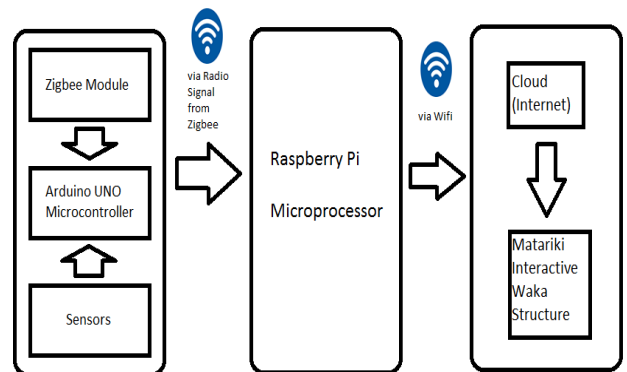 Zigbee Module
Arduino UNO
Microcontroller
Sensors
via Radio
Signal
from
Zigbee
Raspberry Pi
Microprocessor
via Wifi
Cloud
(Internet)
Matariki
Interactive
Waka
Structure